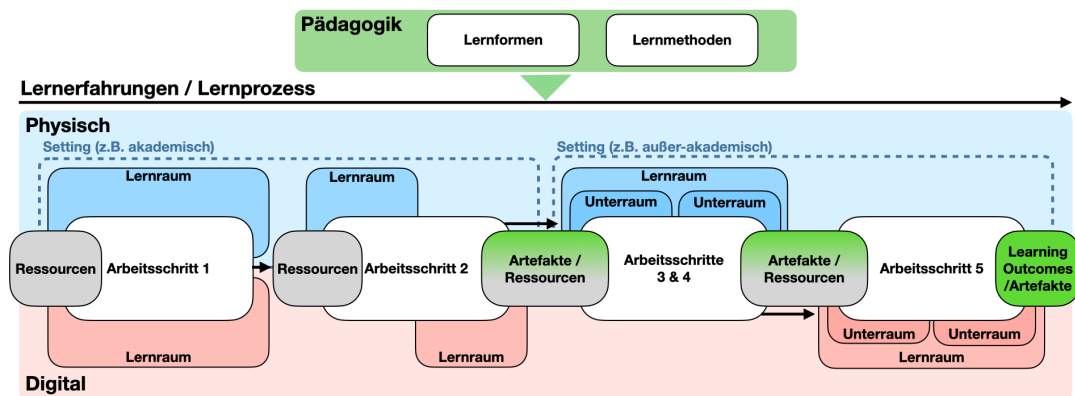 Pädagogik
Lernformen
Lernmethoden
Lernerfahrungen / Lernprozess
Physisch
Setting (z.B. akademisch)
Setting (z.B. außer-akademisch)
Lernraum
Lernraum
Lernraum
Unterraum
Unterraum
Ressourcen
Arbeitsschritt 1
Ressourcen
Arbeitsschritt 2
Artefakte /
Ressourcen
Arbeitsschritte
3 & 4
Artefakte /
Ressourcen
Arbeitsschritt 5
Learning
Outcomes
/Artefakte
Lernraum
Lernraum
Unterraum
Unterraum
Lernraum
Digital